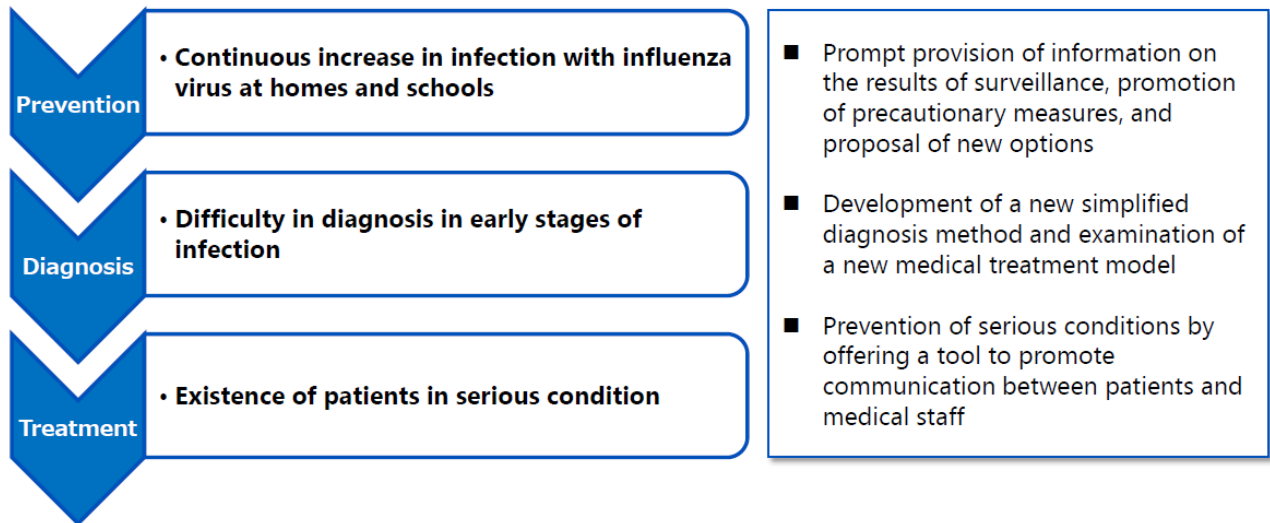 Prevention
• Continuous increase in infection with influenza
virus at homes and schools
Diagnosis
• Difficulty in diagnosis in early stages of
infection
Treatment
• Existence of patients in serious condition
■ Prompt provision of information on
the results of surveillance, promotion
of precautionary measures, and
proposal of new options
■ Development of a new simplified
diagnosis method and examination of
a new medical treatment model
■ Prevention of serious conditions by
offering a tool to promote
communication between patients and
medical staff